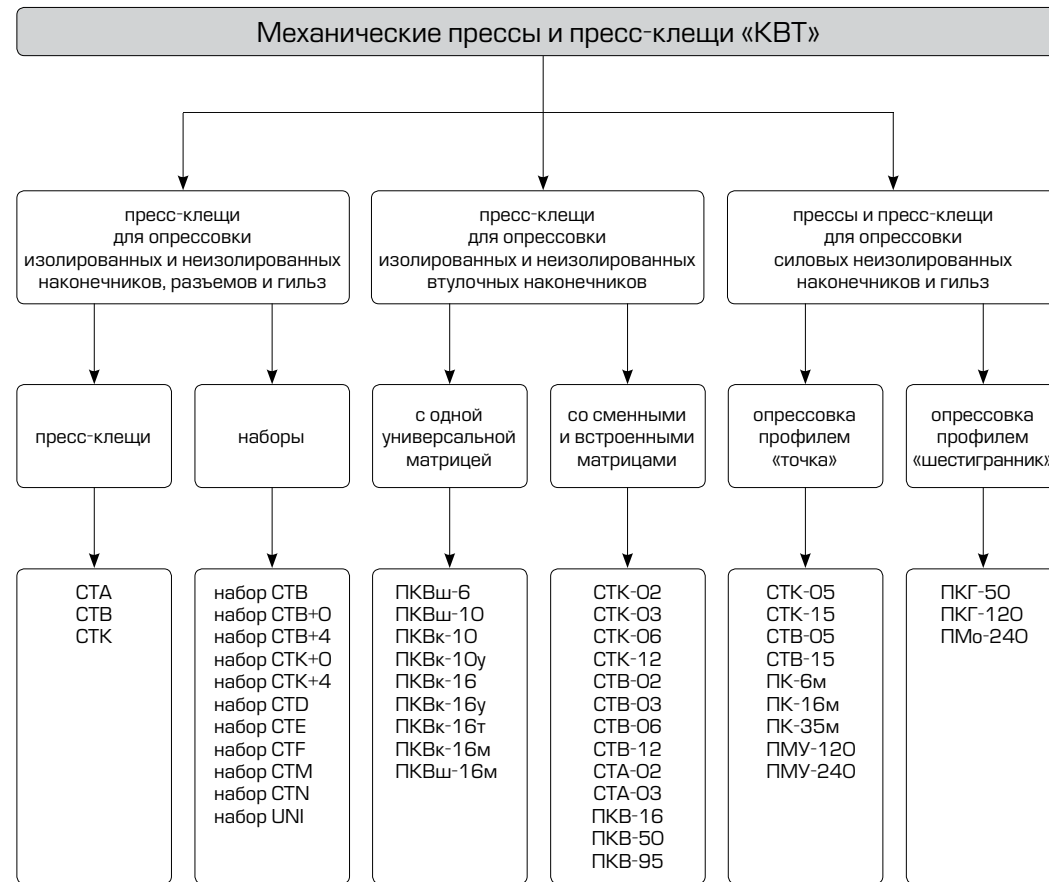 Механические прессы и пресс-клещи «КВТ»
пресс-клещи
для опрессовки
изолированных и неизолированных
наконечников, разъемов и гильз
пресс-клещи
для опрессовки
изолированных и неизолированных
втулочных наконечников
прессы и пресс-клещи
для опрессовки
силовых неизолированных
наконечников и гильз
пресс-клещи
наборы
с одной
универсальной
матрицей
со сменными
и встроенными
матрицами
опрессовка
профилем
«точка»
опрессовка
профилем
«шестигранник»
СТА
СТВ
СТК
набор СТВ
набор СТВ+0
набор СТВ+4
набор СТК+0
набор СТК+4
набор CTD
набор CTE
набор CTF
набор CTM
набор CTN
набор UNI
ПКВш-6
ПКВш-10
ПКВк-10
ПКВк-10у
ПКВк-16
ПКВк-16у
ПКВк-16т
ПКВк-16м
ПКВш-16м
СТК-02
СТК-03
СТК-06
СТК-12
СТВ-02
СТВ-03
СТВ-06
СТВ-12
СТА-02
СТА-03
ПКВ-16
ПКВ-50
ПКВ-95
СТК-05
СТК-15
СТВ-05
СТВ-15
ПК-6м
ПК-16м
ПК-35м
ПМУ-120
ПМУ-240
ПКГ-50
ПКГ-120
ПМо-240